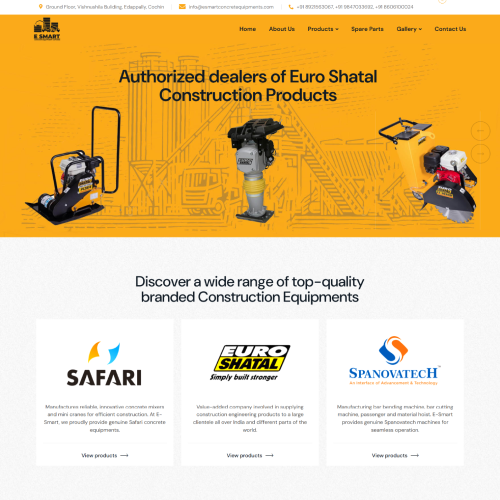 Ground Floor, Vishnushila Building, Edappally, Cochin
info@esmartconcretequipments.com
+91 8921563067, +91 9847033692, +91 8606100024
E SMART
Home About Us Products Spare Parts Gallery Contact Us
Authorized dealers of Euro Shatal
Construction Products
Discover a wide range of top-quality
branded Construction Equipments
SAFARI
Manufactures reliable, innovative concrete mixers
and mini cranes for efficient construction. At E-
Smart, we proudly provide genuine Safari concrete
equipments.
View products
EURO
SHATAL
Simply built stronger
Value-added company involved in supplying
construction engineering products to a large
clientele all over India and different parts of the
world.
View products
SPANOVATECH
An Interface of Advancements & Technology
Manufacturing bar bending machine, bar cutting
machine, passenger and material hoist. E-Smart
provides genuine Spanovatech machines for
seamless operation.
View products